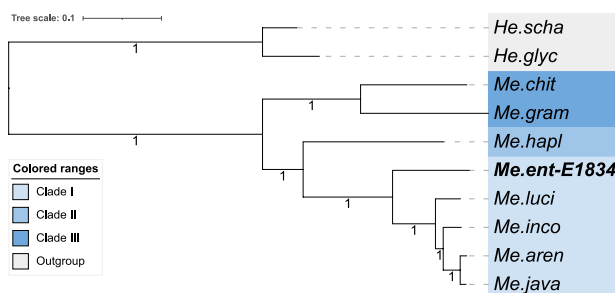 Tree scale: 0.1
He.scha
1
He.glyc
Me.chit
1
Me.gram
1
Me.hapl
Colored ranges
1
Me.ent-E1834
Clade I
1
Me.luci
Clade II
Me.inco
Clade III
1
1
Me.aren
Outgroup
1
Me.java